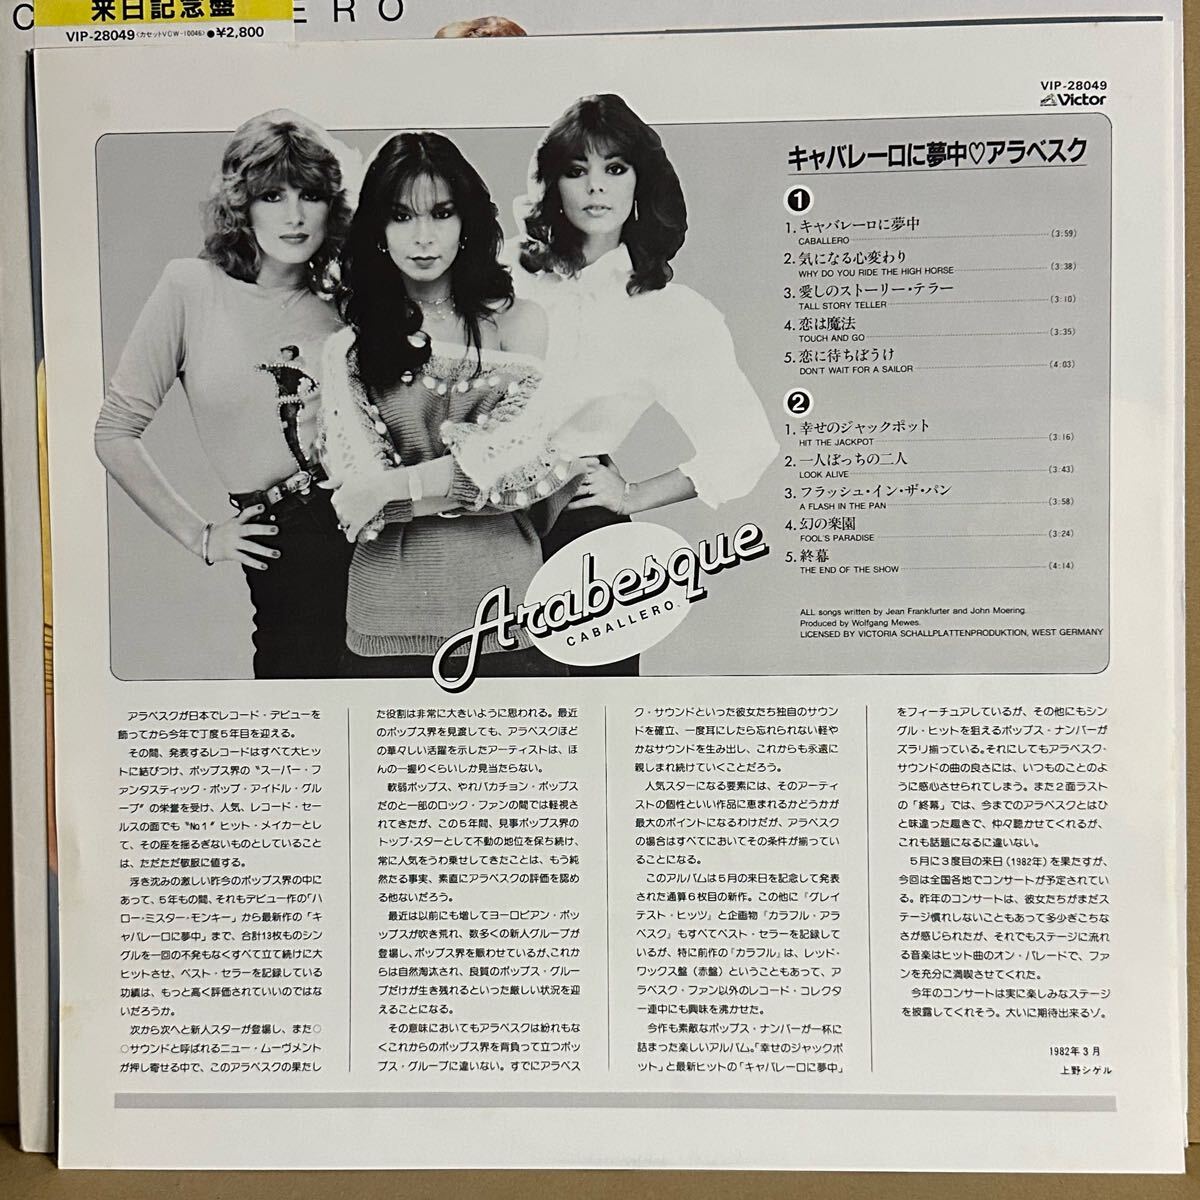 C
ERO
来日記念盤
VIP-28049〈カセットVCW-10046〉●¥2,800
VIP-28049
Victor
キャバレーロに夢中♡アラベスク
1
1. キャバレーロに夢中
CABALLERO (3:59)
2. 気になる心変わり
WHY DO YOU RIDE THE HIGH HORSE (3:38)
3. 愛しのストーリー・テラー
TALL STORY TELLER (3:10)
4. 恋は魔法
TOUCH AND GO (3:35)
5. 恋に待ちぼうけ
DON'T WAIT FOR A SAILOR (4:03)
2
1. 幸せのジャックポット
HIT THE JACKPOT (3:16)
2. 一人ぼっちの二人
LOOK ALIVE (3:43)
3. フラッシュ・イン・ザ・パン
A FLASH IN THE PAN (3:58)
4. 幻の楽園
FOOL'S PARADISE (3:24)
5. 終幕
THE END OF THE SHOW (4:14)
ALL songs written by Jean Frankfurter and John Moering.
Produced by Wolfgang Mewes.
LICENSED BY VICTORIA SCHALLPLATTENPRODUKTION, WEST GERMANY
Arabesque
CABALLERO
アラベスクが日本でレコード・デビューを
飾ってから今年で丁度5年目を迎える。
その間、発表するレコードはすべて大ヒッ
トに結びつけ、ポップス界の〝スーパー・フ
ァンタスティック・ポップ・アイドル・グル
ープ〟の栄誉を受け、人気、レコード・セー
ルスの面でも〝No1〟ヒット・メイカーとし
て、その座を揺るぎないものとしていること
は、ただただ敬服に値する。
浮き沈みの激しい昨今のポップス界の中に
あって、5年もの間、それもデビュー作の「ハ
ロー・ミスター・モンキー」から最新作の「キ
ャバレーロに夢中」まで、合計13枚ものシン
グルを一回の不発もなくすべて立て続けに大
ヒットさせ、ベスト・セラーを記録している
功績は、もっと高く評価されていいのではな
いだろうか。
次から次へと新人スターが登場し、また○
○サウンドと呼ばれるニュー・ムーヴメント
が押し寄せる中で、このアラベスクの果たし
た役割は非常に大きいように思われる。最近
のポップス界を見渡しても、アラベスクほど
の華々しい活躍を示したアーティストは、ほ
んの一握りくらいしか見当たらない。
軟弱ポップス、やれバカチョン・ポップス
だのと一部のロック・ファンの間では軽視さ
れてきたが、この5年間、見事ポップス界の
トップ・スターとして不動の地位を保ち続け、
常に人気をうわ乗せしてきたことは、もう純
然たる事実、素直にアラベスクの評価を認め
る他ないだろう。
最近は以前にも増してヨーロピアン・ポッ
プスが吹き荒れ、数多くの新人グループが
登場し、ポップス界を賑わせているが、これか
らは自然淘汰され、良質のポップス・グルー
プだけが生き残れるといった厳しい状況を迎
えることになる。
その意味においてもアラベスクは紛れもな
くこれからのポップス界を背負って立つポッ
プス・グループに違いない。すでにアラベス
ク・サウンドといった彼女たち独自のサウン
ドを確立、一度耳にしたら忘れられない軽や
かなサウンドを生み出し、これからも永遠に
親しまれ続けていくことだろう。
人気スターになる要素には、そのアーティ
ストの個性といい作品に恵まれるかどうかが
最大のポイントになるわけだが、アラベスク
の場合はすべてにおいてその条件が揃ってい
ることになる。
このアルバムは5月の来日を記念して発表
された通算6枚目の新作。この他に『グレイ
テスト・ヒッツ』と企画物『カラフル・アラ
ベスク』もすべてベスト・セラーを記録して
いるが、特に前作の『カラフル』は、レッド・
ワックス盤（赤盤）ということもあって、ア
ラベスク・ファン以外のレコード・コレクタ
ー連中にも興味を沸かせた。
今作も素敵なポップス・ナンバーが一杯に
詰まった楽しいアルバム。「幸せのジャックポ
ット」と最新ヒットの「キャバレーロに夢中」
をフィーチュアしているが、その他にもシン
グル・ヒットを狙えるポップス・ナンバーが
ズラリ揃っている。それにしてもアラベスク・
サウンドの曲の良さには、いつものことのよ
うに感心させられてしまう。また2面ラスト
の「終幕」では、今までのアラベスクとはひ
と味違った趣きで、仲々聴かせてくれるが、
これも話題になるに違いない。
5月に3度目の来日(1982年)を果たすが、
今回は全国各地でコンサートが予定されてい
る。昨年のコンサートは、彼女たちがまだス
テージ慣れしないこともあって多少ぎこちな
さが感じられたが、それでもステージに流れ
る音楽はヒット曲のオン・パレードで、ファ
ンを充分に満喫させてくれた。
今年のコンサートは実に楽しみなステージ
を披露してくれそう。大いに期待出来るゾ。
1982年3月
上野シゲル